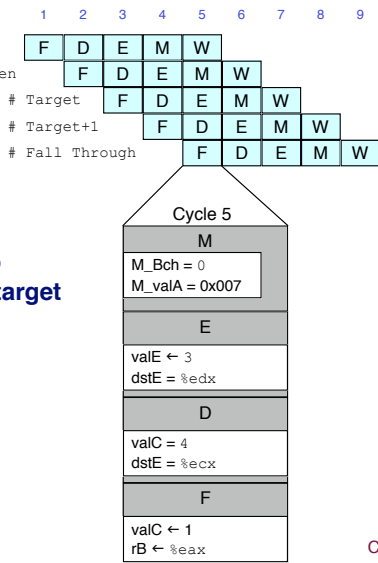 1 2 3 4 5 6 7 8 9
F D E M W
en F D E M W
# Target F D E M W
# Target+1 F D E M W
# Fall Through F D E M W
Cycle 5
M
M_Bch = 0
M_valA = 0x007
target
E
valE ← 3
dstE = %edx
D
valC = 4
dstE = %ecx
F
valC ← 1
rB ← %eax
C